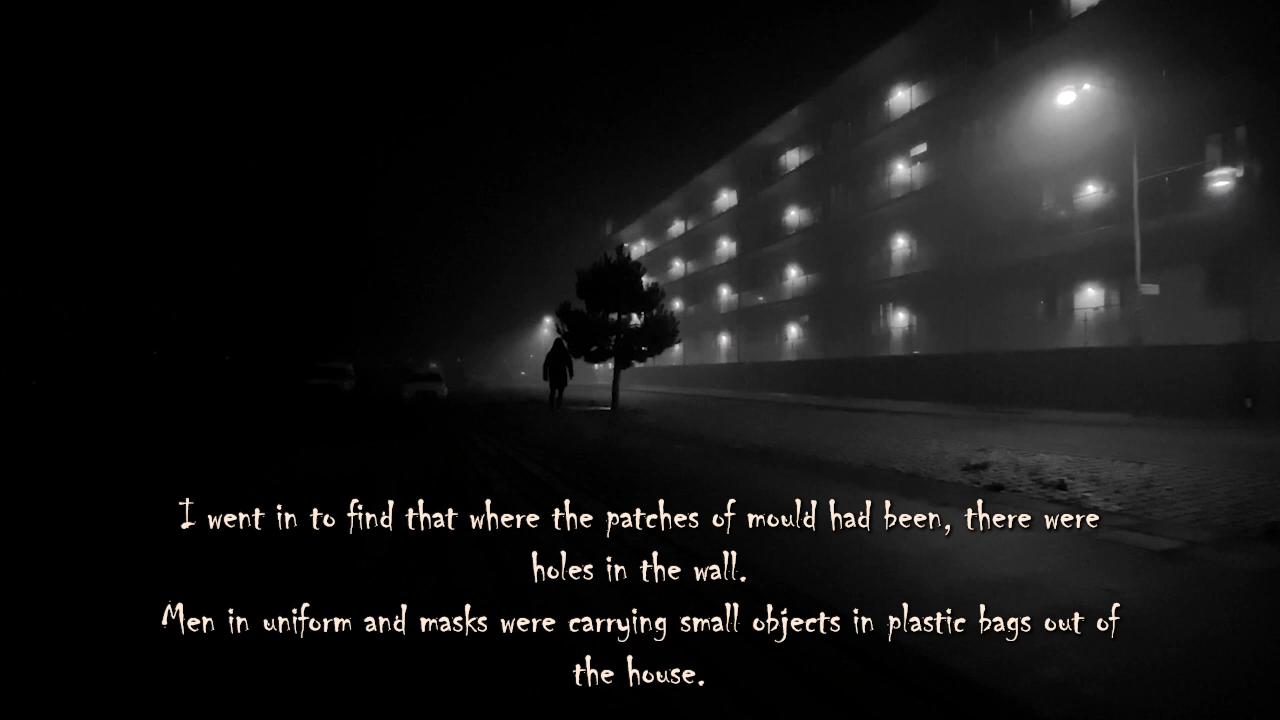 I went in to find that where the patches of mould had been, there were
holes in the wall.
Men in uniform and masks were carrying small objects in plastic bags out of
the house.